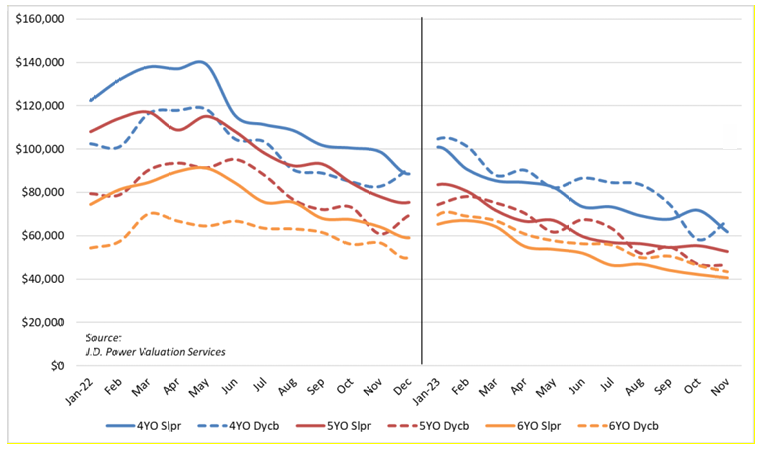 $160,000
$140,000
$120,000
$100,000
$80,000
$60,000
$40,000
$20,000
$0
Source:
J.D. Power Valuation Services
Jan-22 Feb Mar Apr May Jun Jul Aug Sep Oct Nov Dec Jan-23 Feb Mar Apr May Jun Jul Aug Sep Oct Nov
4YO Slpr 4YO Dycb 5YO Slpr 5YO Dycb 6YO Slpr 6YO Dycb